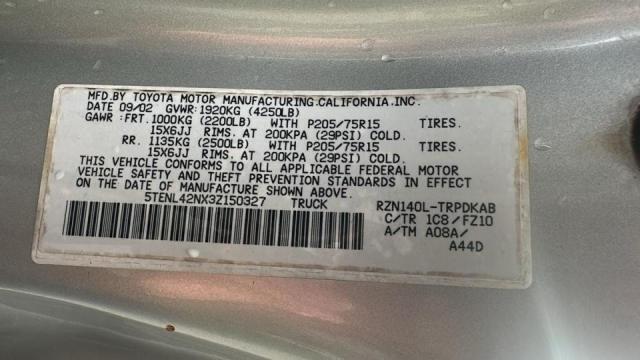 MFD.BY TOYOTA MOTOR MANUFACTURING.CALIFORNIA.INC.
DATE 09/02 GVWR:1920KG (4250LB)
GAWR:FRT.1000KG (2200LB) WITH P205/75R15 TIRES.
15X6JJ RIMS. AT 200KPA (29PSI) COLD.
RR. 1135KG (2500LB) WITH P205/75R15 TIRES.
15X6JJ RIMS. AT 200KPA (29PSI) COLD.
THIS VEHICLE CONFORMS TO ALL APPLICABLE FEDERAL MOTOR
VEHICLE SAFETY AND THEFT PREVENTION STANDARDS IN EFFECT
ON THE DATE OF MANUFACTURE SHOWN ABOVE.
5TENL42NX3Z150327 TRUCK RZN140L-TRPDKAB
C/TR 1C8/FZ10
A/TM A08A/
A44D